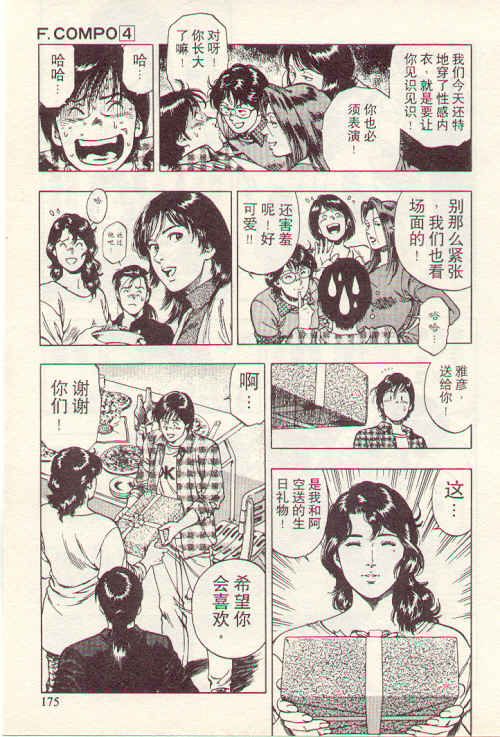 F. COMPO 4
我们今天还特
地穿了性感内
衣，就是要让
你见识见识！
你也必
须表演！
对呀！
你长大
了嘛！
哈…
哈哈
哈…
别那么紧张
，我们也看
场面的！
哈哈…
还害羞
呢！好
可爱!!
哈
雅彦，
送给你！
这…
是我和阿
空送的生
日礼物！
啊…
谢谢
你们！
希望你
会喜欢。
175